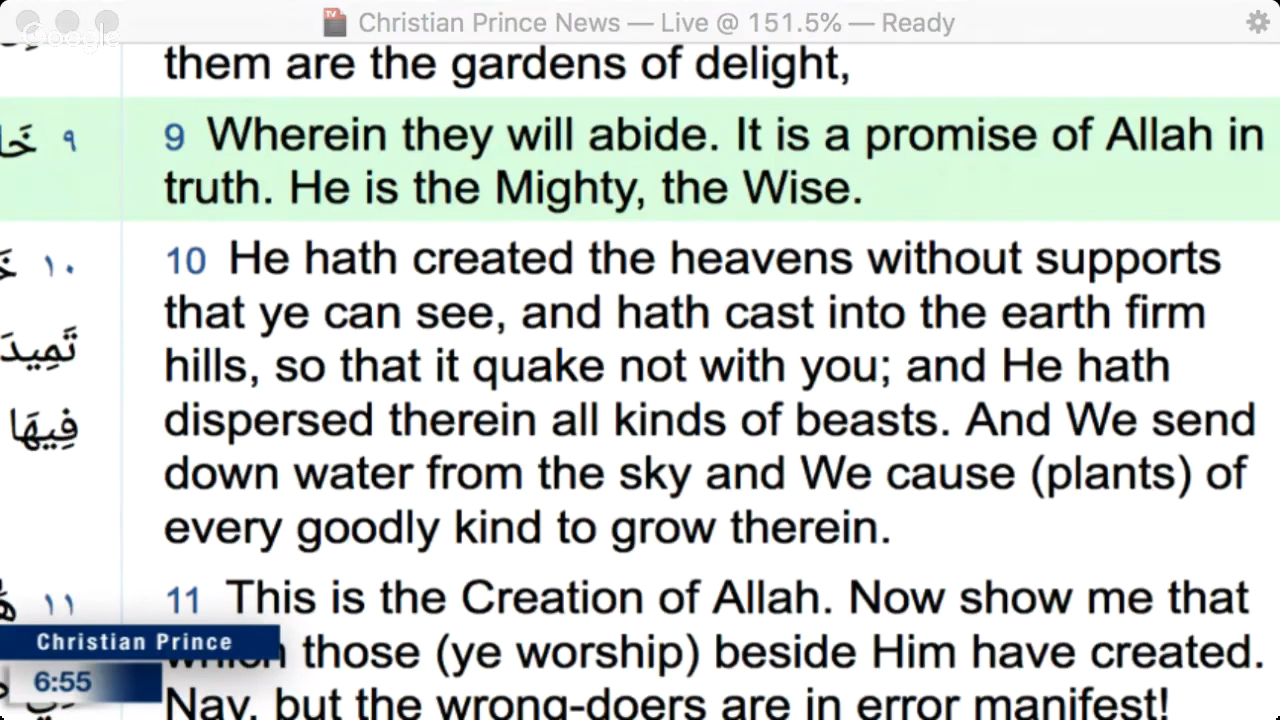 Christian Prince News — Live @ 151.5% — Ready
Google
them are the gardens of delight,
٩ 9 Wherein they will abide. It is a promise of Allah in
truth. He is the Mighty, the Wise.
١٠ 10 He hath created the heavens without supports
that ye can see, and hath cast into the earth firm
تَمِيدَ
hills, so that it quake not with you; and He hath
فِيهَا
dispersed therein all kinds of beasts. And We send
down water from the sky and We cause (plants) of
every goodly kind to grow therein.
١١ 11 This is the Creation of Allah. Now show me that
Christian Prince
which those (ye worship) beside Him have created.
6:55
Nay, but the wrong-doers are in error manifest!